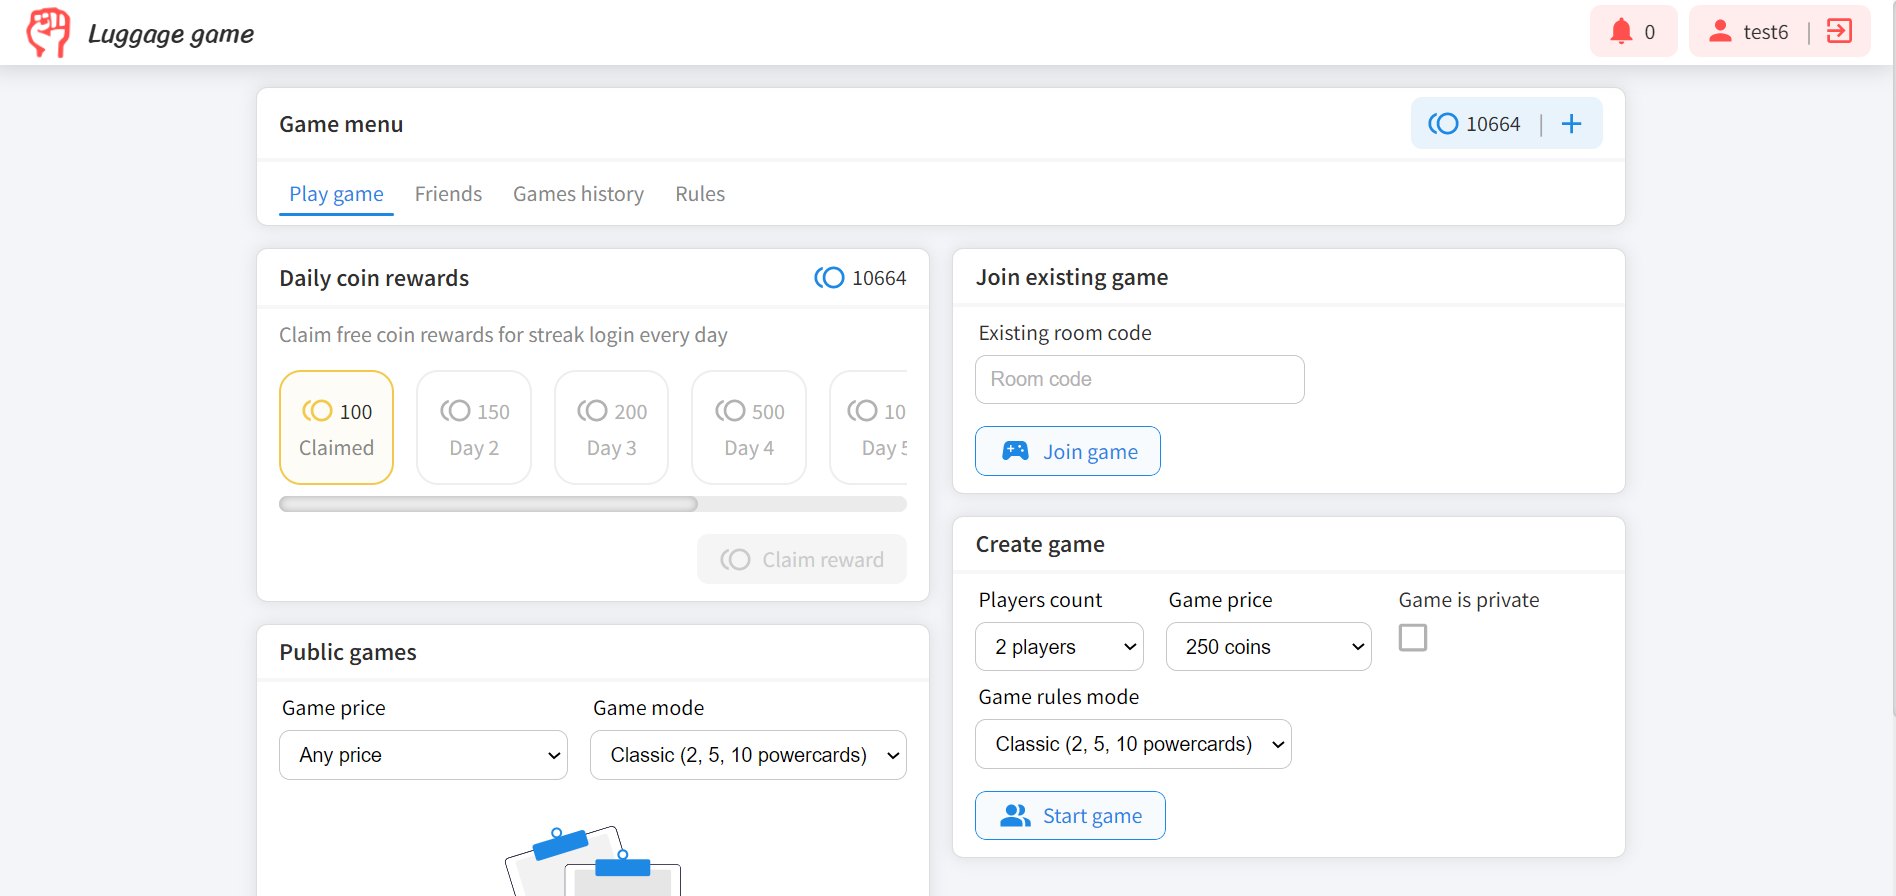 Luggage game
0
test6
Game menu
10664
Play game Friends Games history Rules
Daily coin rewards
10664
Claim free coin rewards for streak login every day
100
Claimed
150
Day 2
200
Day 3
500
Day 4
10
Day 5
Claim reward
Public games
Game price Game mode
Any price Classic (2, 5, 10 powercards)
Join existing game
Existing room code
Room code
Join game
Create game
Players count Game price Game is private
2 players 250 coins
Game rules mode
Classic (2, 5, 10 powercards)
Start game